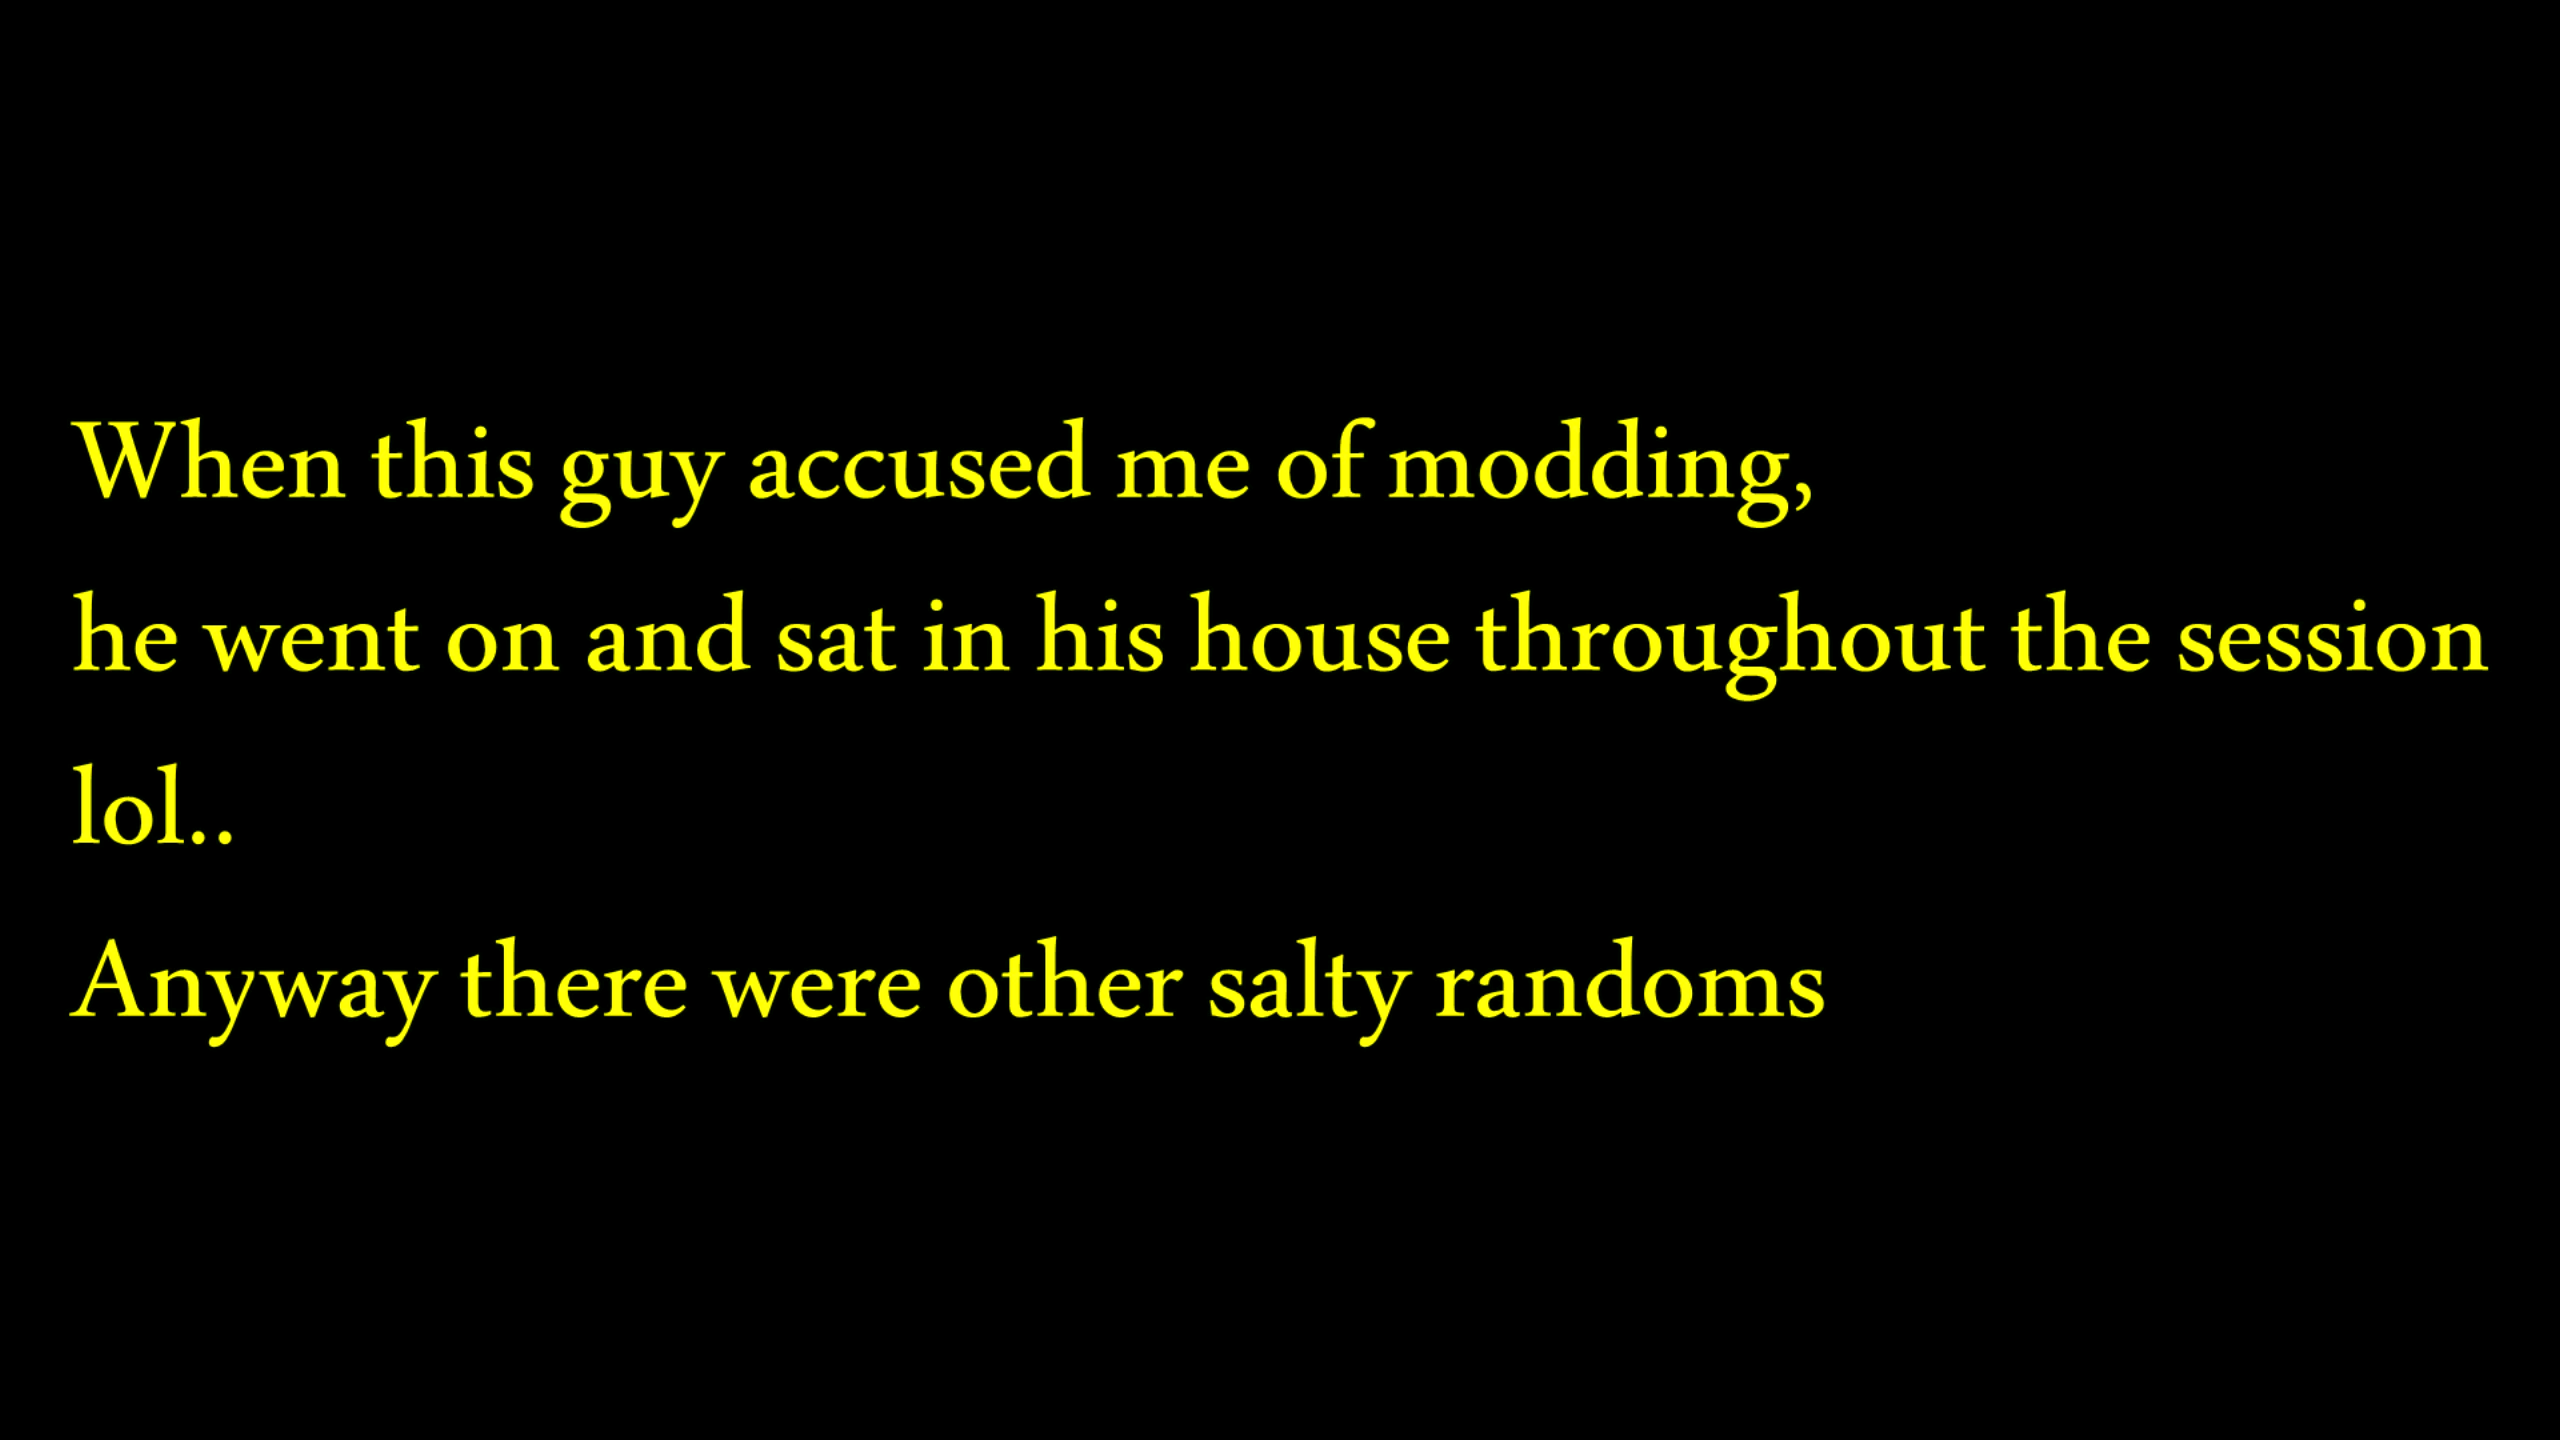 When this guy accused me of modding,
he went on and sat in his house throughout the session
lol..
Anyway there were other salty randoms